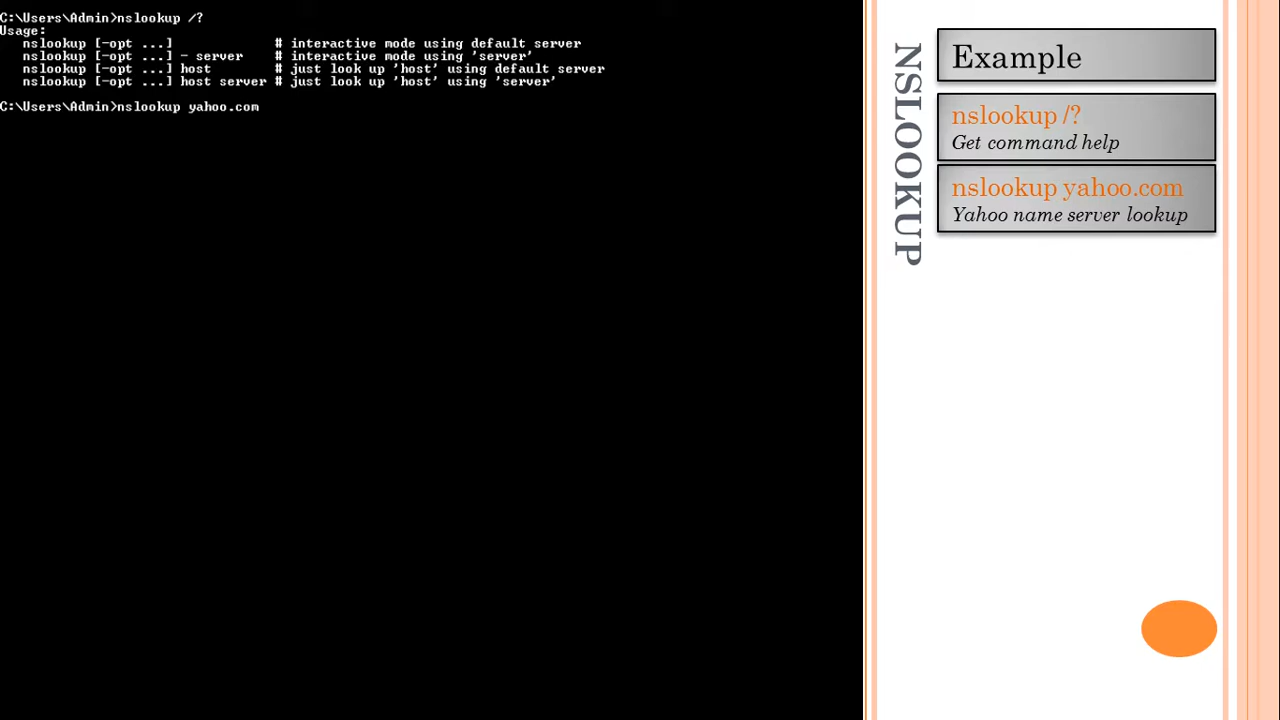 C:\Users\Admin>nslookup /?
Usage:
   nslookup [-opt ...]             # interactive mode using default server
   nslookup [-opt ...] - server    # interactive mode using 'server'
   nslookup [-opt ...] host        # just look up 'host' using default server
   nslookup [-opt ...] host server # just look up 'host' using 'server'
C:\Users\Admin>nslookup yahoo.com
NSLOOKUP
Example
nslookup /?
Get command help
nslookup yahoo.com
Yahoo name server lookup